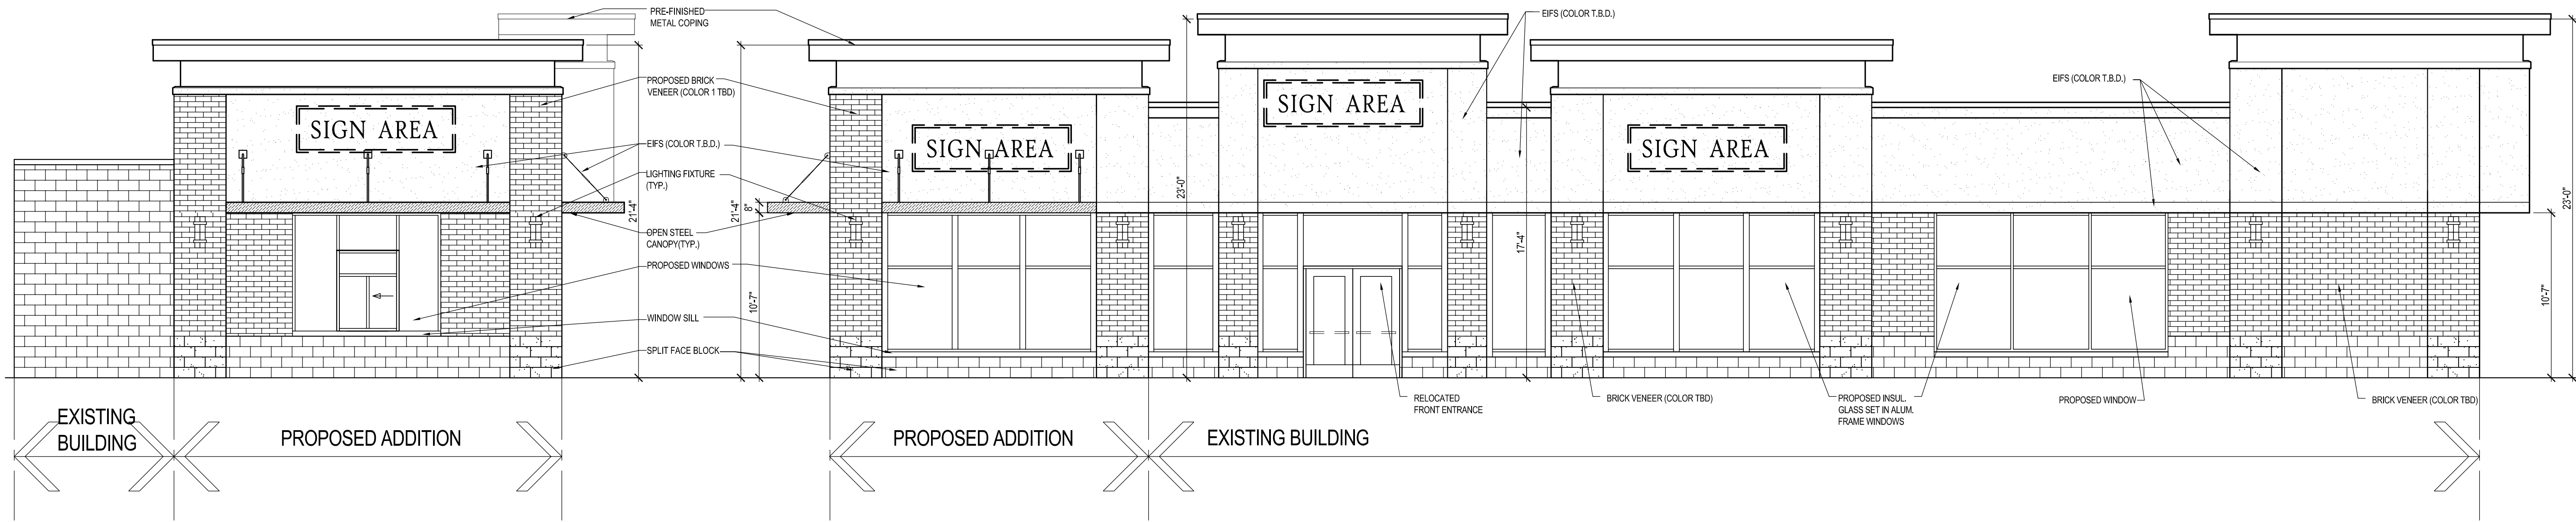 PRE-FINISHED
METAL COPING
PROPOSED BRICK
VENEER (COLOR 1 TBD)
SIGN AREA
EIFS (COLOR T.B.D.)
LIGHTING FIXTURE
(TYP.)
21'-4"
OPEN STEEL
CANOPY(TYP.)
PROPOSED WINDOWS
WINDOW SILL
SPLIT FACE BLOCK
EXISTING
BUILDING
PROPOSED ADDITION
21'-4"
8"
10'-7"
SIGN AREA
23'-0"
SIGN AREA
EIFS (COLOR T.B.D.)
17'-4"
SIGN AREA
EIFS (COLOR T.B.D.)
23'-0"
10'-7"
RELOCATED
FRONT ENTRANCE
BRICK VENEER (COLOR TBD)
PROPOSED INSUL.
GLASS SET IN ALUM.
FRAME WINDOWS
PROPOSED WINDOW
BRICK VENEER (COLOR TBD)
PROPOSED ADDITION
EXISTING BUILDING